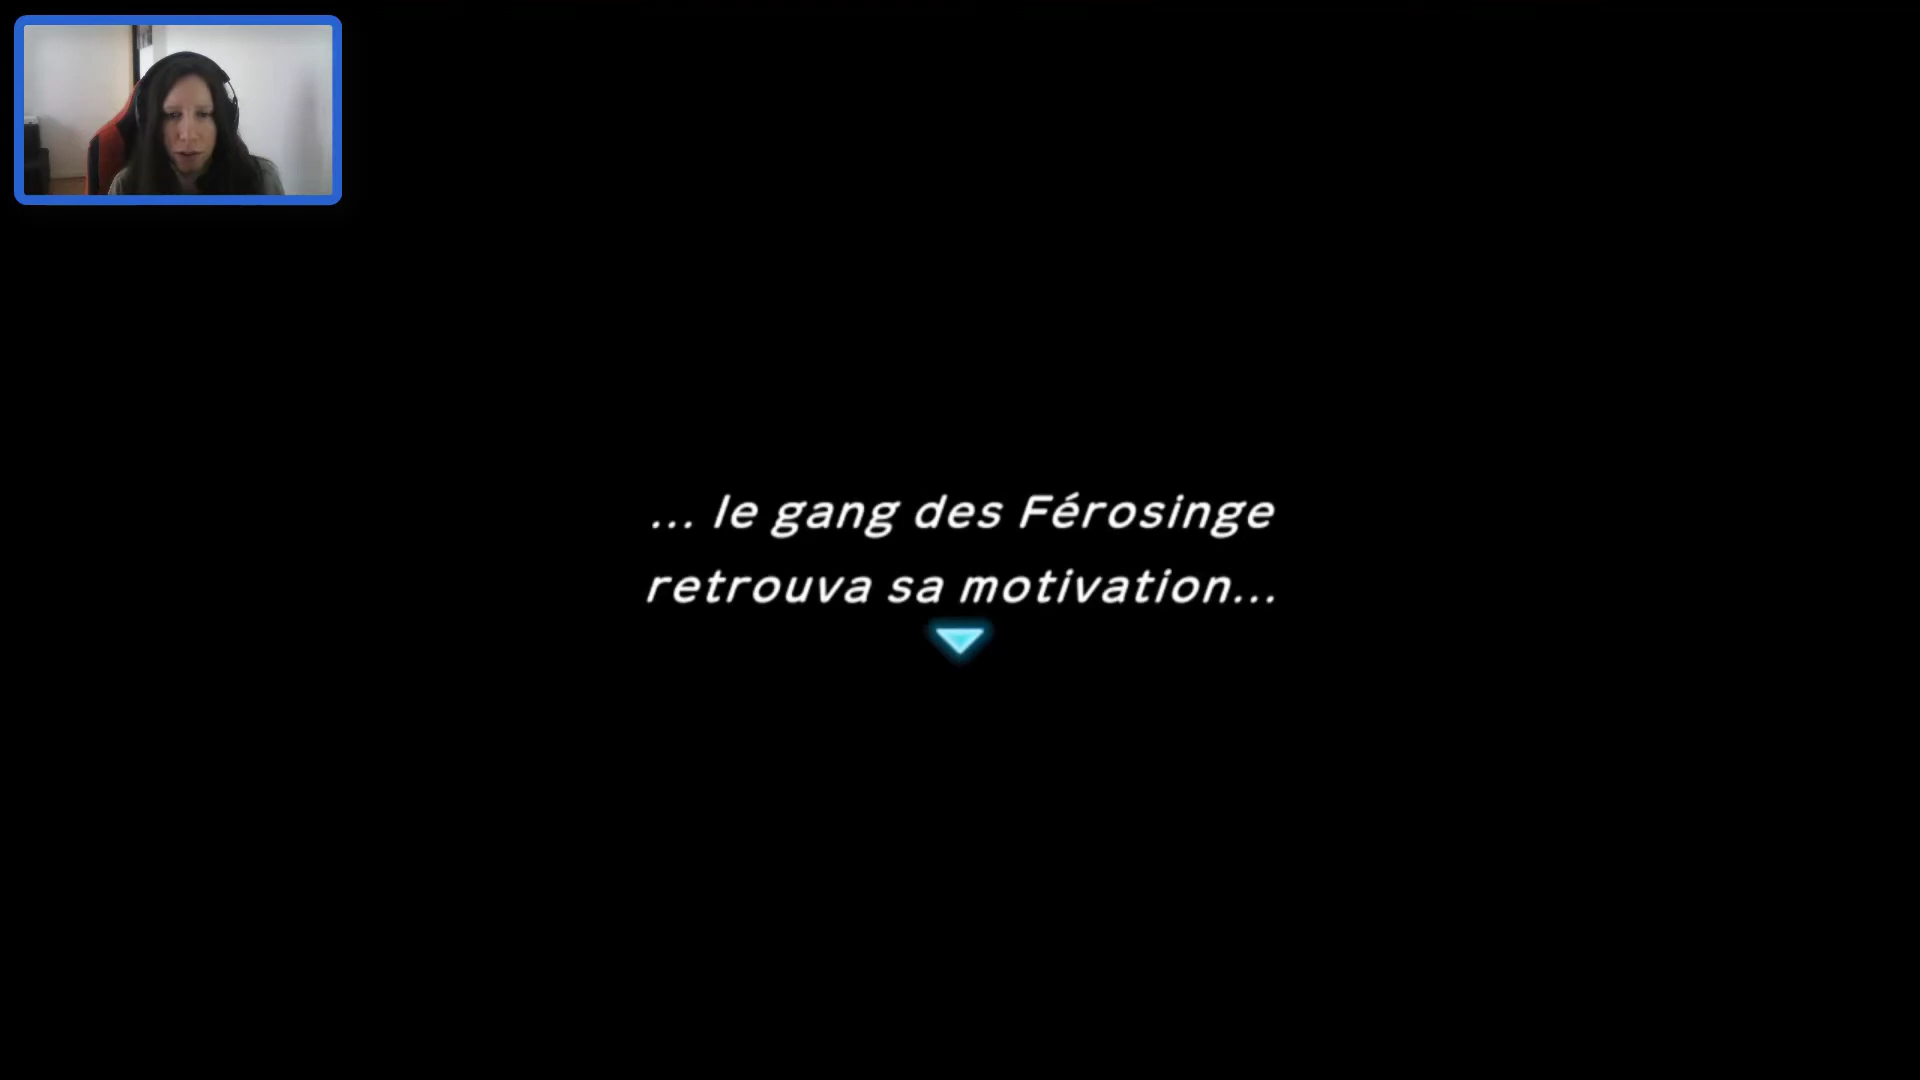 ... le gang des Férosinge
retrouva sa motivation...